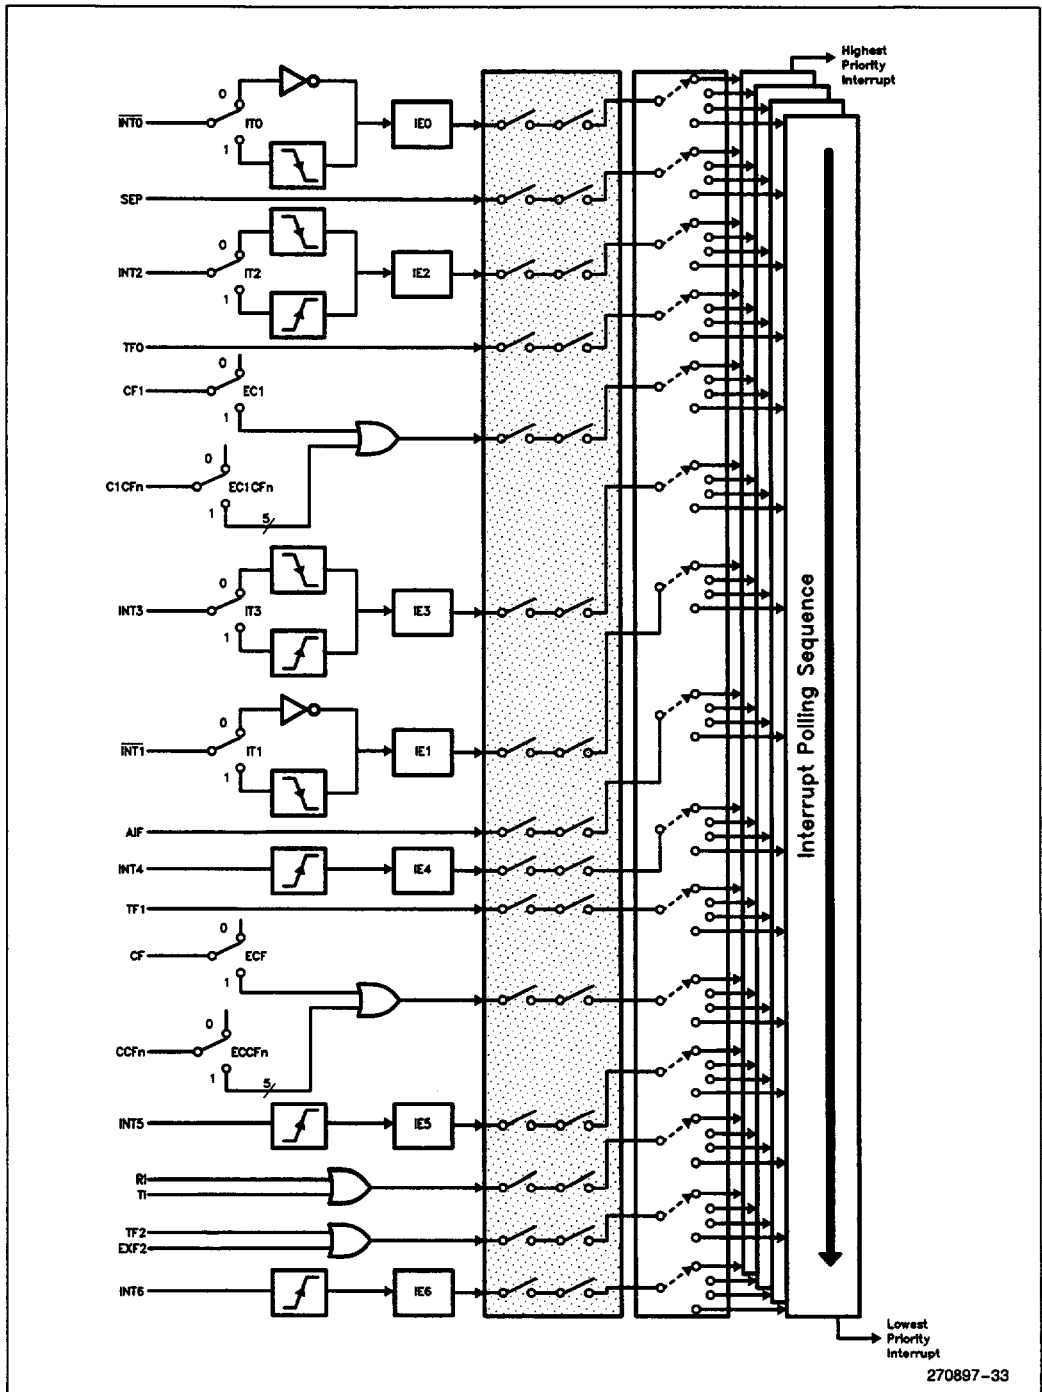 Highest
Priority
Interrupt
0
INT0
IT0
IE0
1
SEP
0
INT2
IT2
IE2
1
TF0
0
CF1
EC1
1
0
C1CFn
EC1CFn
1
5
0
INT3
IT3
IE3
1
0
INT1
IT1
IE1
1
AIF
INT4
IE4
TF1
0
CF
ECF
1
0
CCFn
ECCFn
1
5
INT5
IE5
RI
TI
TF2
EXF2
INT6
IE6
Interrupt Polling Sequence
Lowest
Priority
Interrupt
270897-33